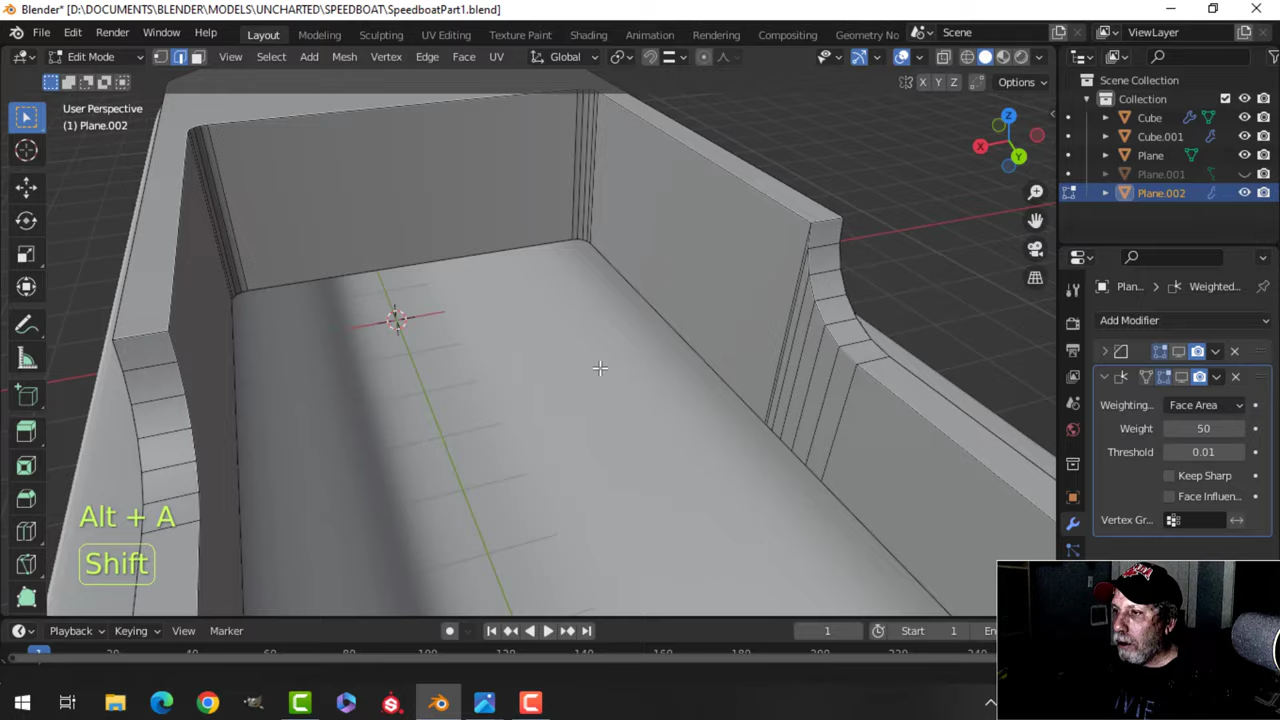 Blender* [D:\DOCUMENTS\BLENDER\MODELS\UNCHARTED\SPEEDBOAT\SpeedboatPart1.blend]
File Edit Render Window Help Layout Modeling Sculpting UV Editing Texture Paint Shading Animation Rendering Compositing Geometry No Scene ViewLayer
Edit Mode View Select Add Mesh Vertex Edge Face UV Global
X Y Z Options
User Perspective
(1) Plane.002
Scene Collection
Collection
Cube
Cube.001
Plane
Plane.001
Plane.002
Z
X
Y
Plan... Weighted
Add Modifier
Weighting... Face Area
Weight 50
Threshold 0.01
Keep Sharp
Face Influen...
Vertex Gr...
Alt + A
Shift
Playback Keying View Marker 1 Start 1 En